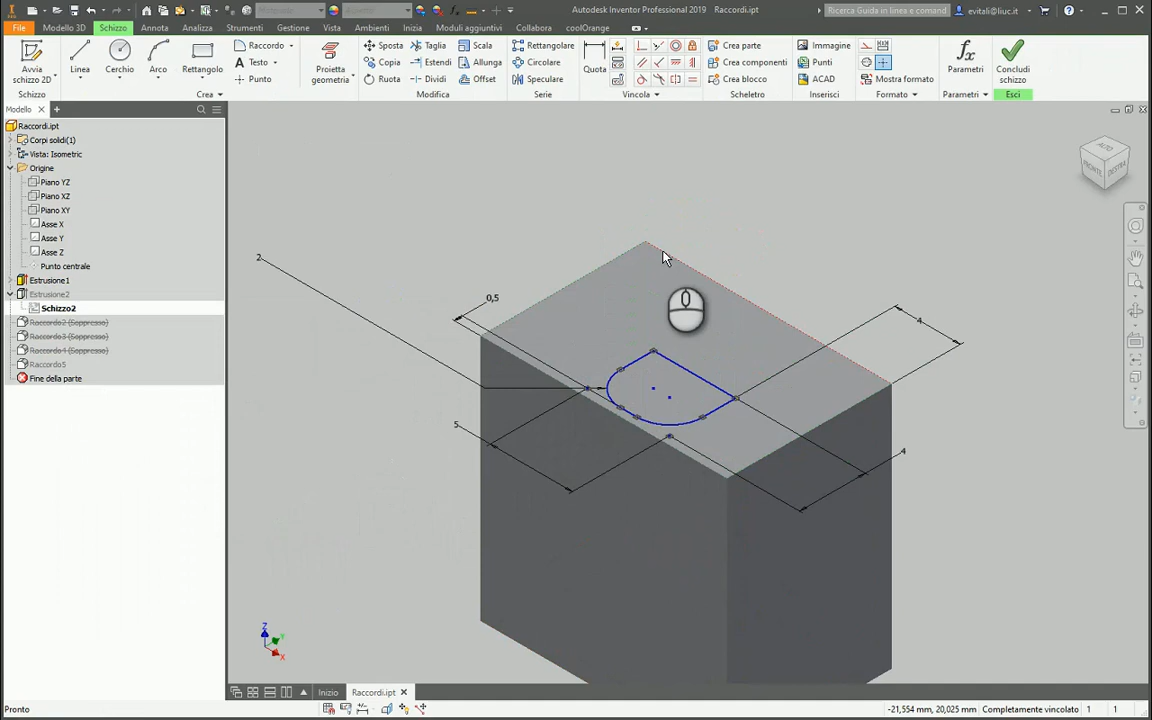 Materiale
Aspetto
Autodesk Inventor Professional 2019 Raccordi.ipt
Ricerca Guida in linea e comand
evitali@liuc.it
File Modello 3D Schizzo Annota Analizza Strumenti Gestione Vista Ambienti Inizia Moduli aggiuntivi Collabora coolOrange
Avvia schizzo 2D
Linea
Cerchio
Arco
Rettangolo
Raccordo
Testo
Punto
Proietta geometria
Sposta
Copia
Ruota
Taglia
Estendi
Dividi
Scala
Allunga
Offset
Rettangolare
Circolare
Speculare
Quota
Crea parte
Crea componenti
Crea blocco
Immagine
Punti
ACAD
Mostra formato
Parametri
Concludi schizzo
Schizzo
Crea
Modifica
Serie
Vincola
Scheletro
Inserisci
Formato
Parametri
Esci
Modello
Raccordi.ipt
Corpi solidi(1)
Vista: Isometric
Origine
Piano YZ
Piano XZ
Piano XY
Asse X
Asse Y
Asse Z
Punto centrale
Estrusione1
Estrusione2
Schizzo2
Raccordo2 (Soppresso)
Raccordo3 (Soppresso)
Raccordo4 (Soppresso)
Raccordo5
Fine della parte
ALTO
FRONTE
DESTRA
2
0,5
4
5
4
Z
Y
X
Inizio
Raccordi.ipt
Pronto
-21,554 mm, 20,025 mm Completamente vincolato 1 1